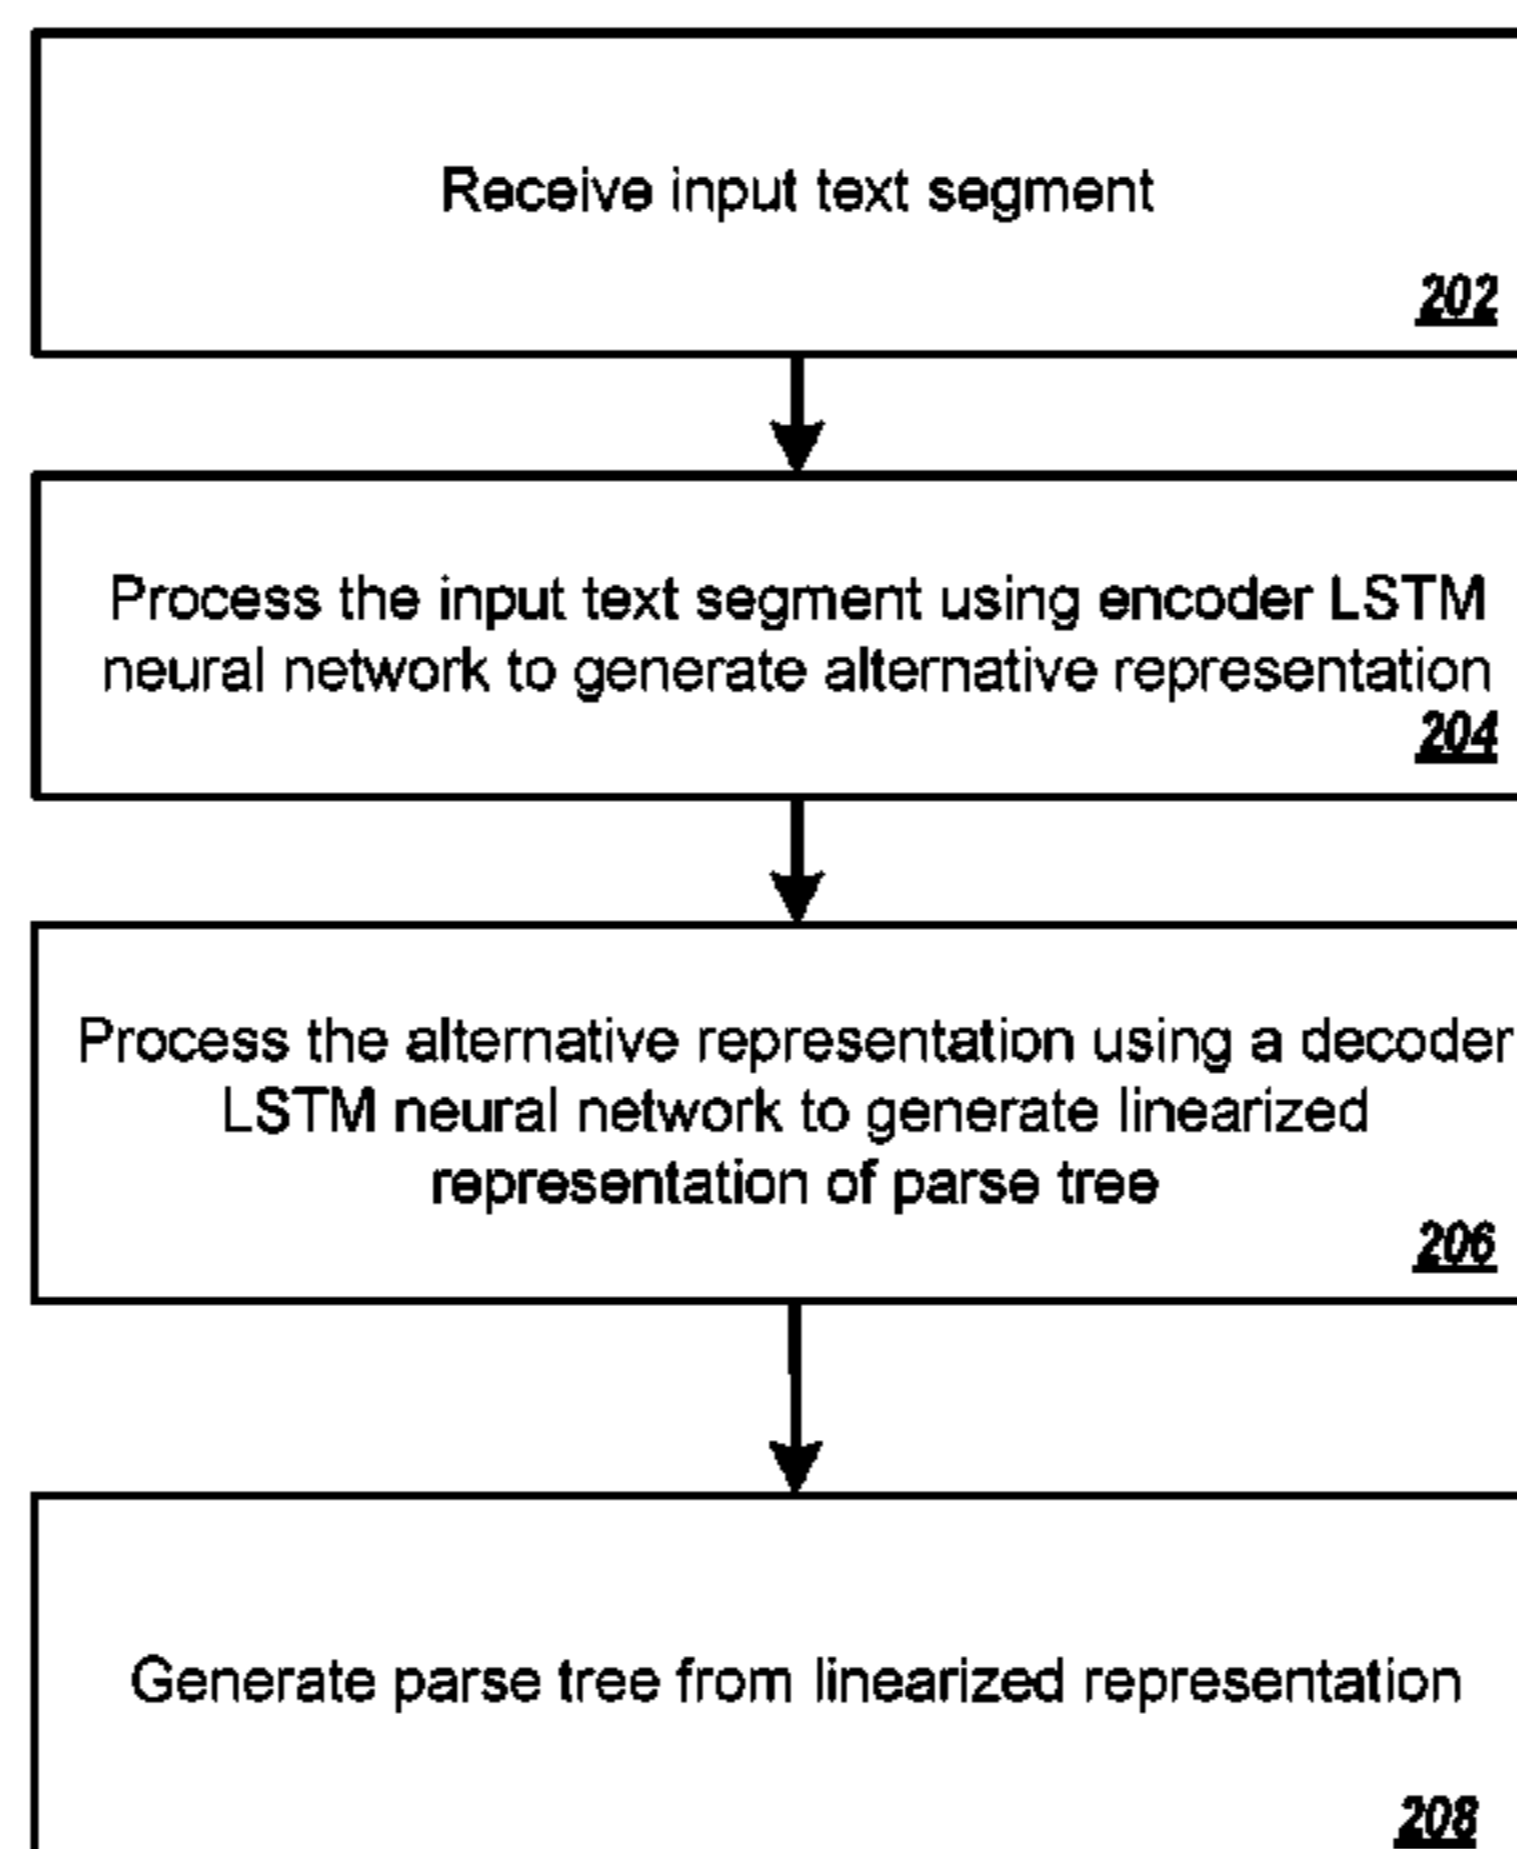 Receive input text segment
202
Process the input text segment using encoder LSTM
neural network to generate alternative representation
204
Process the alternative representation using a decoder
LSTM neural network to generate linearized
representation of parse tree
206
Generate parse tree from linearized representation
208